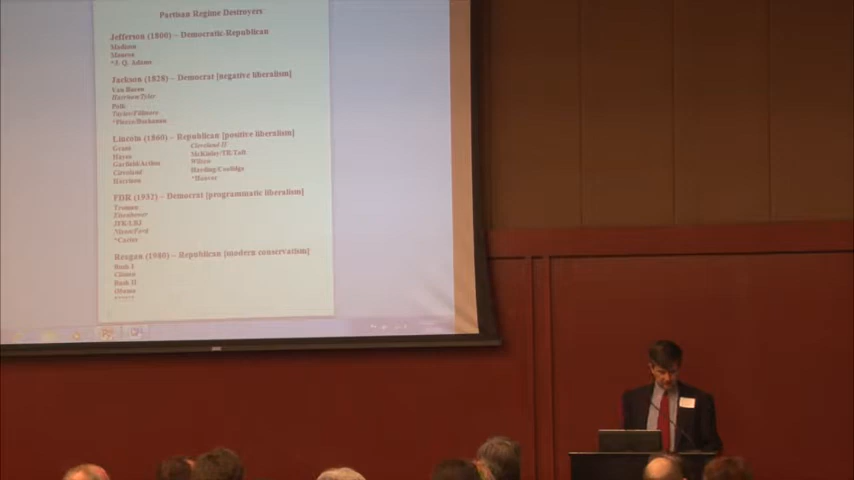 Partisan Regime Destroyers
Jefferson (1800) – Democratic-Republican
Madison
Monroe
*J. Q. Adams
Jackson (1828) – Democrat [negative liberalism]
Van Buren
Harrison/Tyler
Polk
Taylor/Fillmore
*Pierce/Buchanan
Lincoln (1860) – Republican [positive liberalism]
Grant
Hayes
Garfield/Arthur
Cleveland
Harrison
Cleveland II
McKinley/TR/Taft
Wilson
Harding/Coolidge
*Hoover
FDR (1932) – Democrat [programmatic liberalism]
Truman
Eisenhower
JFK/LBJ
Nixon/Ford
*Carter
Reagan (1980) – Republican [modern conservatism]
Bush I
Clinton
Bush II
Obama